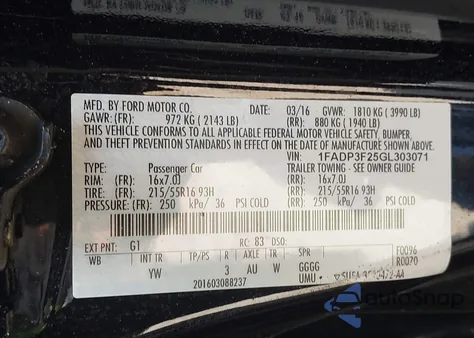 MFD. BY FORD MOTOR CO.
DATE: 03/16 GVWR: 1810 KG ( 3990 LB)
GAWR: (FR): 972 KG ( 2143 LB) (RR): 880 KG ( 1940 LB)
THIS VEHICLE CONFORMS TO ALL APPLICABLE FEDERAL MOTOR VEHICLE SAFETY, BUMPER,
AND THEFT PREVENTION STANDARDS IN EFFECT ON THE DATE OF MANUFACTURE SHOWN ABOVE.
VIN: 1FADP3F25GL303071
TYPE: Passenger Car TRAILER TOWING - SEE OWNER GUIDE
RIM: (FR): 16x7.0J (RR): 16x7.0J
TIRE: (FR): 215/55R16 93H (RR): 215/55R16 93H
PRESSURE: (FR): 250 kPa/ 36 PSI COLD (RR): 250 kPa/ 36 PSI COLD
EXT PNT: G1 RC: 83 DSO: F0096
WB INT TR TP/PS R AX SPR R0070
YW 3 AU W GGGG
UMU
201603088237
autoSnap